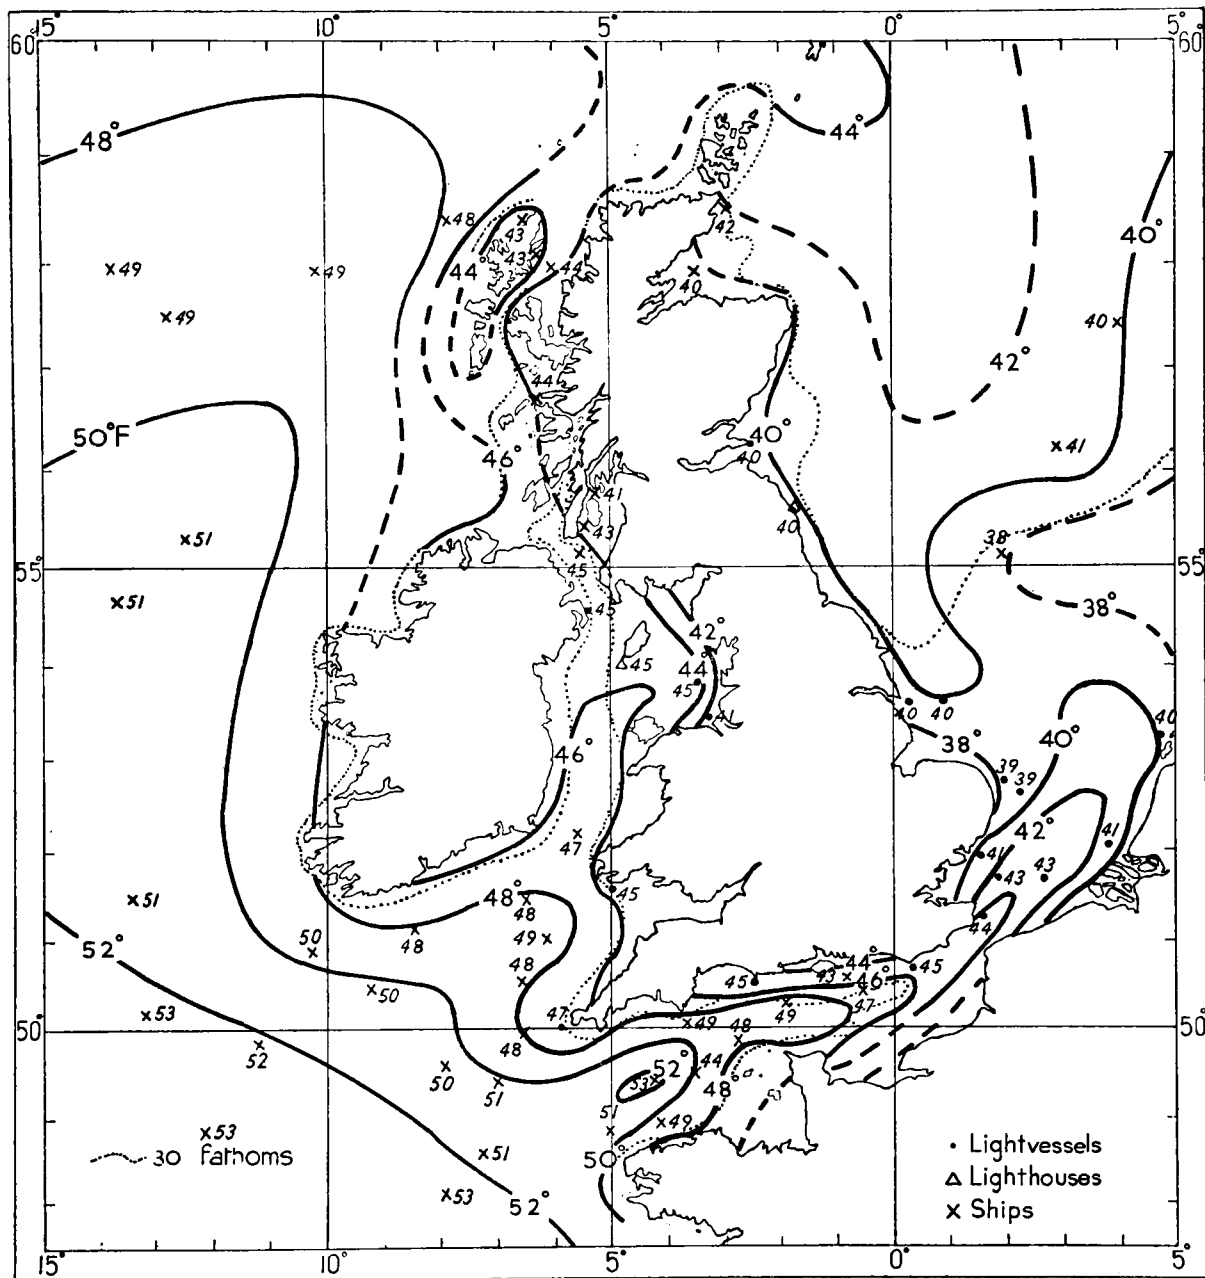 15° 10° 5° 0° 5°
60° 60°
44°
48°
42
40°
48
43
43
49 49 44° 44
40
49 40
42°
44
40°
50°F 40 41
46°
41
40
43 38
51
45
55° 55°
51 45 38°
42°
45 44°
45
41 40 40 40
46° 38° 40°
39 39
42° 41
47 41
43 43
45
48°
48 44
51 49
52° 50 48 48 44° 45
45 43 46°
50 47
53 47 49 49
50° 48 48 50°
52 44
52°
50 53 48°
51
51 49
53
30 fathoms 51 50°
• Lightvessels
△ Lighthouses
53 52° × Ships
15° 10° 5° 0° 5°